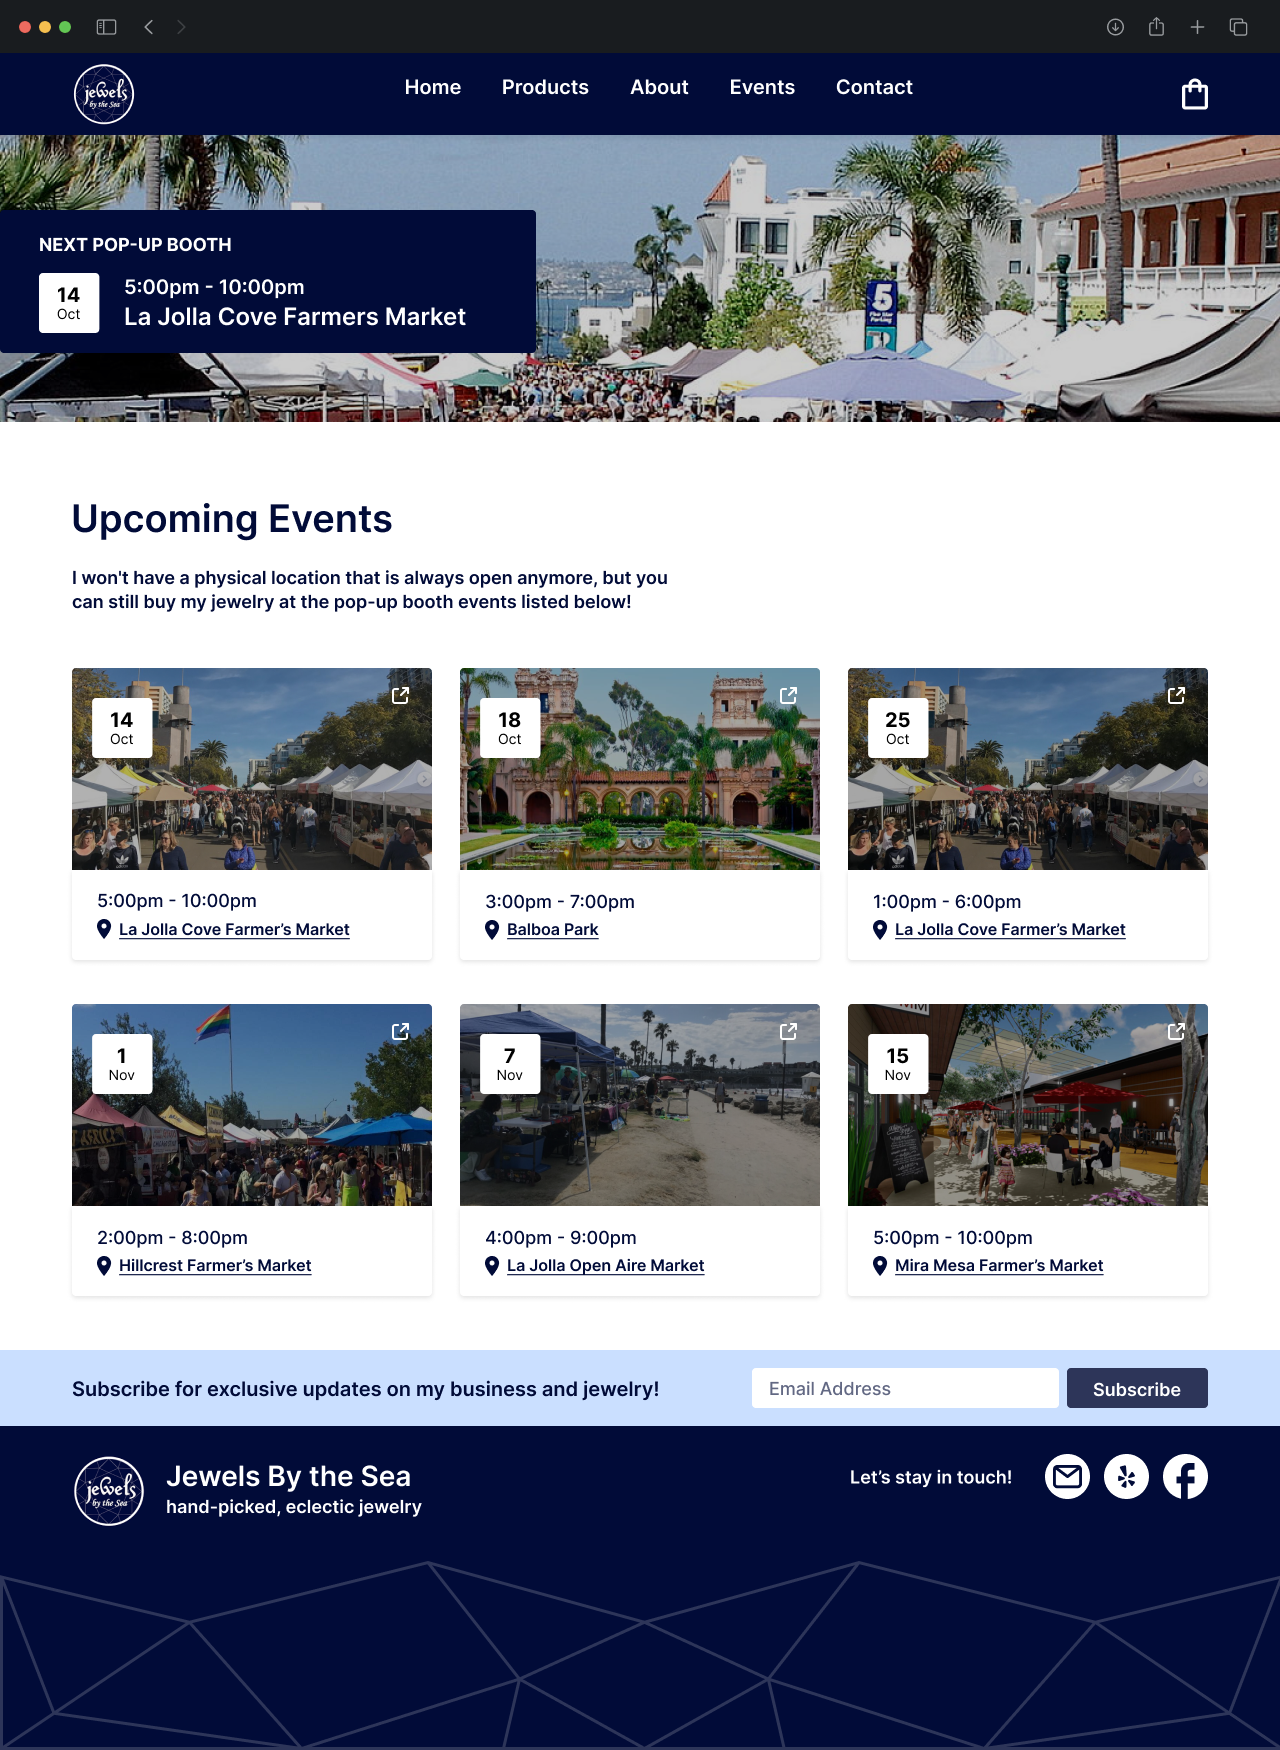 jewels
by the Sea
Home Products About Events Contact
NEXT POP-UP BOOTH
14
Oct
5:00pm - 10:00pm
La Jolla Cove Farmers Market
5
Five Star
Parking
Upcoming Events
I won't have a physical location that is always open anymore, but you
can still buy my jewelry at the pop-up booth events listed below!
14
Oct
5:00pm - 10:00pm
La Jolla Cove Farmer’s Market
18
Oct
3:00pm - 7:00pm
Balboa Park
25
Oct
1:00pm - 6:00pm
La Jolla Cove Farmer’s Market
1
Nov
AFRICA
2:00pm - 8:00pm
Hillcrest Farmer’s Market
7
Nov
4:00pm - 9:00pm
La Jolla Open Aire Market
15
Nov
5:00pm - 10:00pm
Mira Mesa Farmer’s Market
Subscribe for exclusive updates on my business and jewelry!
Email Address
Subscribe
jewels
by the Sea
Jewels By the Sea
hand-picked, eclectic jewelry
Let’s stay in touch!